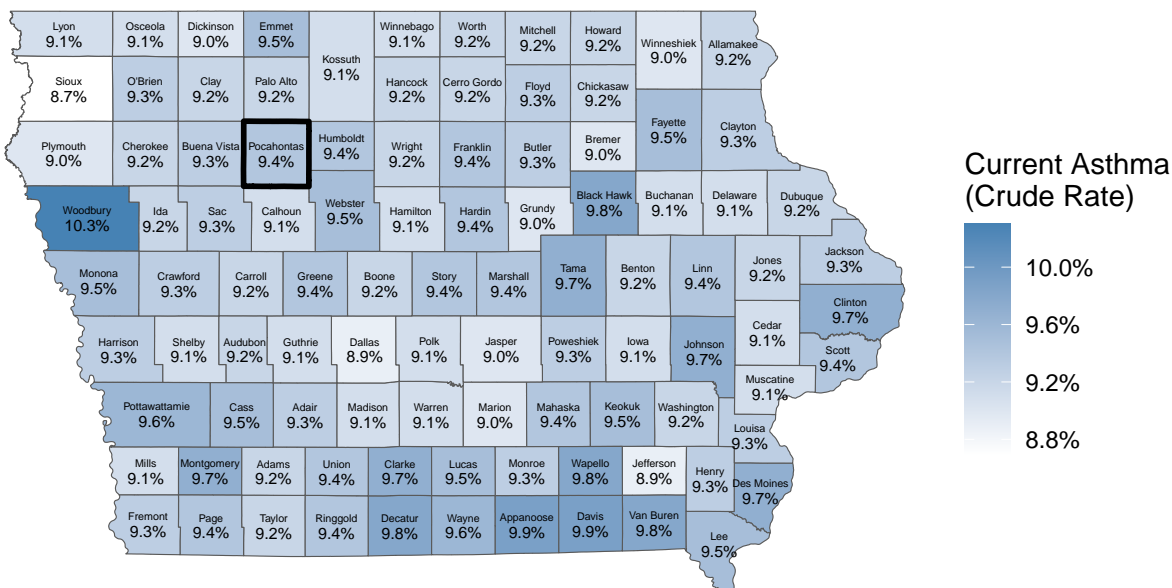 Lyon
9.1%
Osceola
9.1%
Dickinson
9.0%
Emmet
9.5%
Kossuth
9.1%
Winnebago
9.1%
Worth
9.2%
Mitchell
9.2%
Howard
9.2%
Winneshiek
9.0%
Allamakee
9.2%
Sioux
8.7%
O'Brien
9.3%
Clay
9.2%
Palo Alto
9.2%
Hancock
9.2%
Cerro Gordo
9.2%
Floyd
9.3%
Chickasaw
9.2%
Fayette
9.5%
Clayton
9.3%
Plymouth
9.0%
Cherokee
9.2%
Buena Vista
9.3%
Pocahontas
9.4%
Humboldt
9.4%
Wright
9.2%
Franklin
9.4%
Butler
9.3%
Bremer
9.0%
Woodbury
10.3%
Ida
9.2%
Sac
9.3%
Calhoun
9.1%
Webster
9.5%
Hamilton
9.1%
Hardin
9.4%
Grundy
9.0%
Black Hawk
9.8%
Buchanan
9.1%
Delaware
9.1%
Dubuque
9.2%
Monona
9.5%
Crawford
9.3%
Carroll
9.2%
Greene
9.4%
Boone
9.2%
Story
9.4%
Marshall
9.4%
Tama
9.7%
Benton
9.2%
Linn
9.4%
Jones
9.2%
Jackson
9.3%
Clinton
9.7%
Harrison
9.3%
Shelby
9.1%
Audubon
9.2%
Guthrie
9.1%
Dallas
8.9%
Polk
9.1%
Jasper
9.0%
Poweshiek
9.3%
Iowa
9.1%
Johnson
9.7%
Cedar
9.1%
Scott
9.4%
Muscatine
9.1%
Pottawattamie
9.6%
Cass
9.5%
Adair
9.3%
Madison
9.1%
Warren
9.1%
Marion
9.0%
Mahaska
9.4%
Keokuk
9.5%
Washington
9.2%
Louisa
9.3%
Mills
9.1%
Montgomery
9.7%
Adams
9.2%
Union
9.4%
Clarke
9.7%
Lucas
9.5%
Monroe
9.3%
Wapello
9.8%
Jefferson
8.9%
Henry
9.3%
Des Moines
9.7%
Fremont
9.3%
Page
9.4%
Taylor
9.2%
Ringgold
9.4%
Decatur
9.8%
Wayne
9.6%
Appanoose
9.9%
Davis
9.9%
Van Buren
9.8%
Lee
9.5%
Current Asthma
(Crude Rate)
10.0%
9.6%
9.2%
8.8%